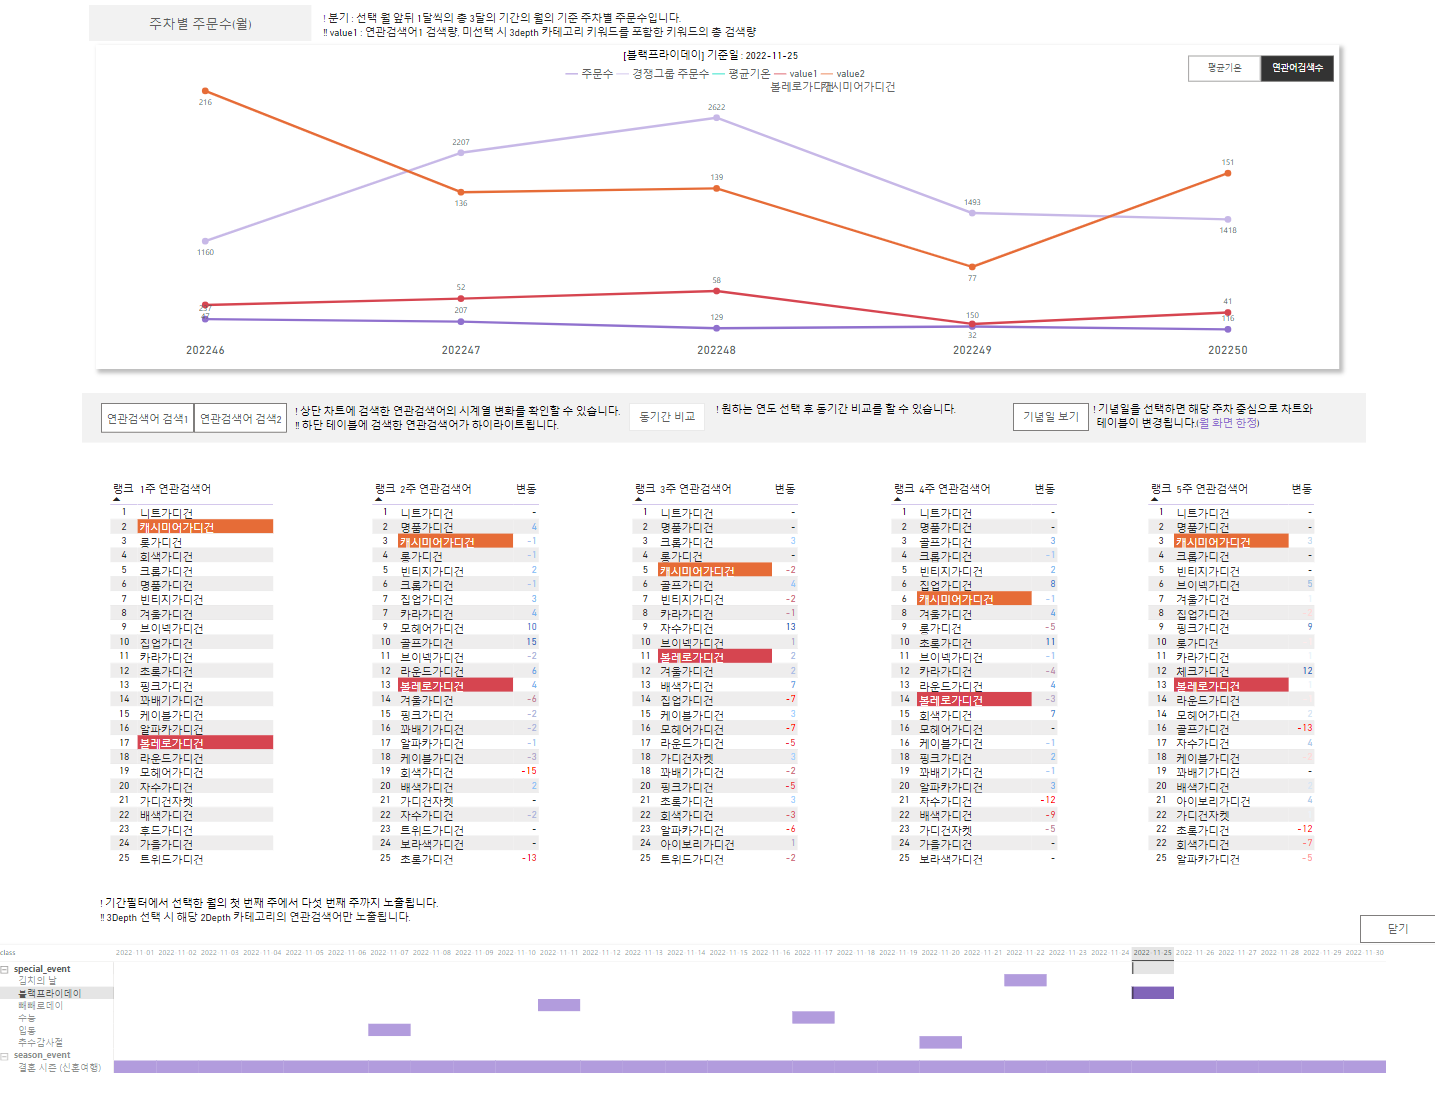 주차별 주문수(월)
! 분기 : 선택 월 앞뒤 1달씩의 총 3달의 기간의 월의 기준 주차별 주문수입니다.
!! value1 : 연관검색어1 검색량, 미선택 시 3depth 카테고리 키워드를 포함한 키워드의 총 검색량
[블랙프라이데이] 기준일 : 2022-11-25
주문수 경쟁그룹 주문수 평균기온 value1 value2
볼레로가디건 캐시미어가디건
평균기온 연관어검색수
216 2207 2622 151
136 139 1493
1160 1418
77
52 58 41
297 207 129 150 116
47 32
202246 202247 202248 202249 202250
연관검색어 검색1 연관검색어 검색2
! 상단 차트에 검색한 연관검색어의 시계열 변화를 확인할 수 있습니다.
!! 하단 테이블에 검색한 연관검색어가 하이라이트됩니다.
동기간 비교
! 원하는 연도 선택 후 동기간 비교를 할 수 있습니다.
기념일 보기
! 기념일을 선택하면 해당 주차 중심으로 차트와
테이블이 변경됩니다.(월 화면 한정)
랭크 1주 연관검색어
1 니트가디건
2 캐시미어가디건
3 롱가디건
4 회색가디건
5 크롭가디건
6 명품가디건
7 빈티지가디건
8 겨울가디건
9 브이넥가디건
10 집업가디건
11 카라가디건
12 초록가디건
13 핑크가디건
14 꽈배기가디건
15 케이블가디건
16 알파카가디건
17 볼레로가디건
18 라운드가디건
19 모헤어가디건
20 자수가디건
21 가디건자켓
22 배색가디건
23 후드가디건
24 가을가디건
25 트위드가디건
랭크 2주 연관검색어 변동
1 니트가디건 -
2 명품가디건 4
3 캐시미어가디건 -1
4 롱가디건 -1
5 빈티지가디건 2
6 크롭가디건 -1
7 집업가디건 3
7 카라가디건 4
9 모헤어가디건 10
10 골프가디건 15
11 브이넥가디건 -2
12 라운드가디건 6
13 볼레로가디건 4
14 겨울가디건 -6
15 핑크가디건 -2
16 꽈배기가디건 -2
17 알파카가디건 -1
18 케이블가디건 -3
19 회색가디건 -15
20 배색가디건 2
21 가디건자켓 -
22 자수가디건 -2
23 트위드가디건 -
24 보라색가디건 -
25 초록가디건 -13
랭크 3주 연관검색어 변동
1 니트가디건 -
2 명품가디건 -
3 크롭가디건 3
4 롱가디건 -
5 캐시미어가디건 -2
6 골프가디건 4
7 빈티지가디건 -2
8 카라가디건 -1
9 자수가디건 13
10 브이넥가디건 1
11 볼레로가디건 2
12 겨울가디건 2
13 배색가디건 7
14 집업가디건 -7
15 케이블가디건 3
16 모헤어가디건 -7
17 라운드가디건 -5
18 가디건자켓 3
18 꽈배기가디건 -2
20 핑크가디건 -5
21 초록가디건 3
22 회색가디건 -3
23 알파카가디건 -6
24 아이보리가디건 1
25 트위드가디건 -2
랭크 4주 연관검색어 변동
1 니트가디건 -
2 명품가디건 -
3 골프가디건 3
4 크롭가디건 -1
5 빈티지가디건 2
6 집업가디건 8
6 캐시미어가디건 -1
8 겨울가디건 4
9 롱가디건 -5
10 초록가디건 11
11 브이넥가디건 -1
12 카라가디건 -4
13 라운드가디건 4
14 볼레로가디건 -3
15 회색가디건 7
16 모헤어가디건 -
16 케이블가디건 -1
18 핑크가디건 2
19 꽈배기가디건 -1
20 알파카가디건 3
21 자수가디건 -12
22 배색가디건 -9
23 가디건자켓 -5
24 가을가디건 -
25 보라색가디건 -
랭크 5주 연관검색어 변동
1 니트가디건 -
2 명품가디건 -
3 캐시미어가디건 3
4 크롭가디건 -
5 빈티지가디건 -
6 브이넥가디건 5
7 겨울가디건
8 집업가디건
9 핑크가디건 9
10 롱가디건
11 카라가디건
12 체크가디건 12
13 볼레로가디건
14 라운드가디건
14 모헤어가디건 2
16 골프가디건 -13
17 자수가디건 4
18 케이블가디건
19 꽈배기가디건 -
20 배색가디건
21 아이보리가디건 4
22 가디건자켓
22 초록가디건 -12
22 회색가디건 -7
25 알파카가디건 -5
! 기간필터에서 선택한 월의 첫 번째 주에서 다섯 번째 주까지 노출됩니다.
!! 3Depth 선택 시 해당 2Depth 카테고리의 연관검색어만 노출됩니다.
닫기
class 2022-11-01 2022-11-02 2022-11-03 2022-11-04 2022-11-05 2022-11-06 2022-11-07 2022-11-08 2022-11-09 2022-11-10 2022-11-11 2022-11-12 2022-11-13 2022-11-14 2022-11-15 2022-11-16 2022-11-17 2022-11-18 2022-11-19 2022-11-20 2022-11-21 2022-11-22 2022-11-23 2022-11-24 2022-11-25 2022-11-26 2022-11-27 2022-11-28 2022-11-29 2022-11-30
special_event
김치의 날
블랙프라이데이
빼빼로데이
수능
입동
추수감사절
season_event
결혼 시즌 (신혼여행)